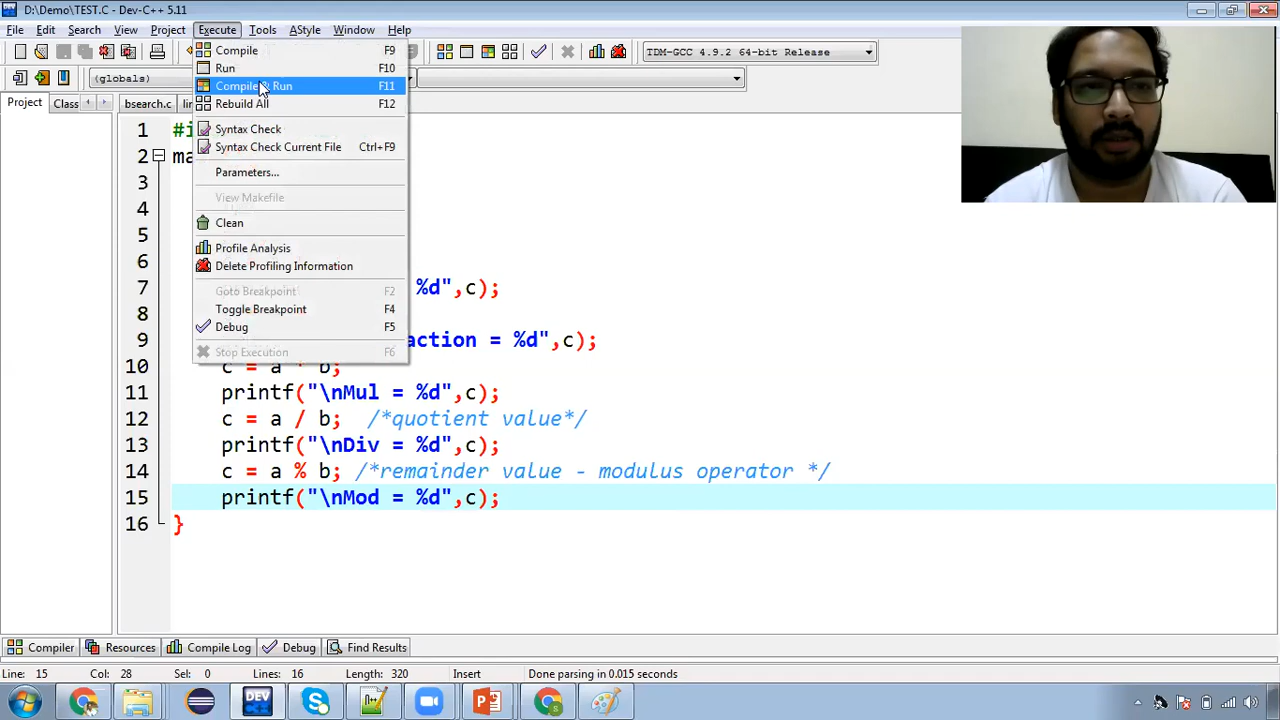 D:\Demo\TEST.C - Dev-C++ 5.11
File Edit Search View Project Execute Tools AStyle Window Help
TDM-GCC 4.9.2 64-bit Release
(globals)
Project Class bsearch.c
Compile F9
Run F10
Compile & Run F11
Rebuild All F12
Syntax Check
Syntax Check Current File Ctrl+F9
Parameters...
View Makefile
Clean
Profile Analysis
Delete Profiling Information
Goto Breakpoint F2
Toggle Breakpoint F4
Debug F5
Stop Execution F6
1
2
3
4
5
6
7 %d",c);
8
9 = %d",c);
10 c = a * b;
11 printf("\nMul = %d",c);
12 c = a / b; /*quotient value*/
13 printf("\nDiv = %d",c);
14 c = a % b; /*remainder value - modulus operator */
15 printf("\nMod = %d",c);
16 }
Compiler Resources Compile Log Debug Find Results
Line: 15 Col: 28 Sel: 0 Lines: 16 Length: 320 Insert Done parsing in 0.015 seconds
DEV